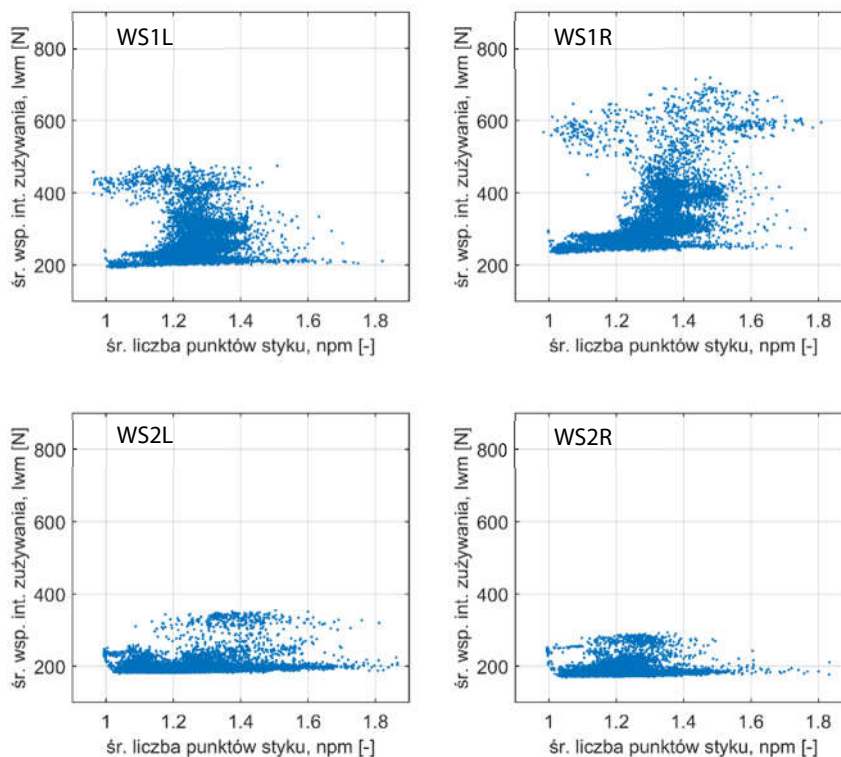 WS1L
800
600
400
200
śr. wsp. int. zużywania, Iwm [N]
1 1.2 1.4 1.6 1.8
śr. liczba punktów styku, npm [-]
WS1R
800
600
400
200
śr. wsp. int. zużywania, Iwm [N]
1 1.2 1.4 1.6 1.8
śr. liczba punktów styku, npm [-]
WS2L
800
600
400
200
śr. wsp. int. zużywania, Iwm [N]
1 1.2 1.4 1.6 1.8
śr. liczba punktów styku, npm [-]
WS2R
800
600
400
200
śr. wsp. int. zużywania, Iwm [N]
1 1.2 1.4 1.6 1.8
śr. liczba punktów styku, npm [-]